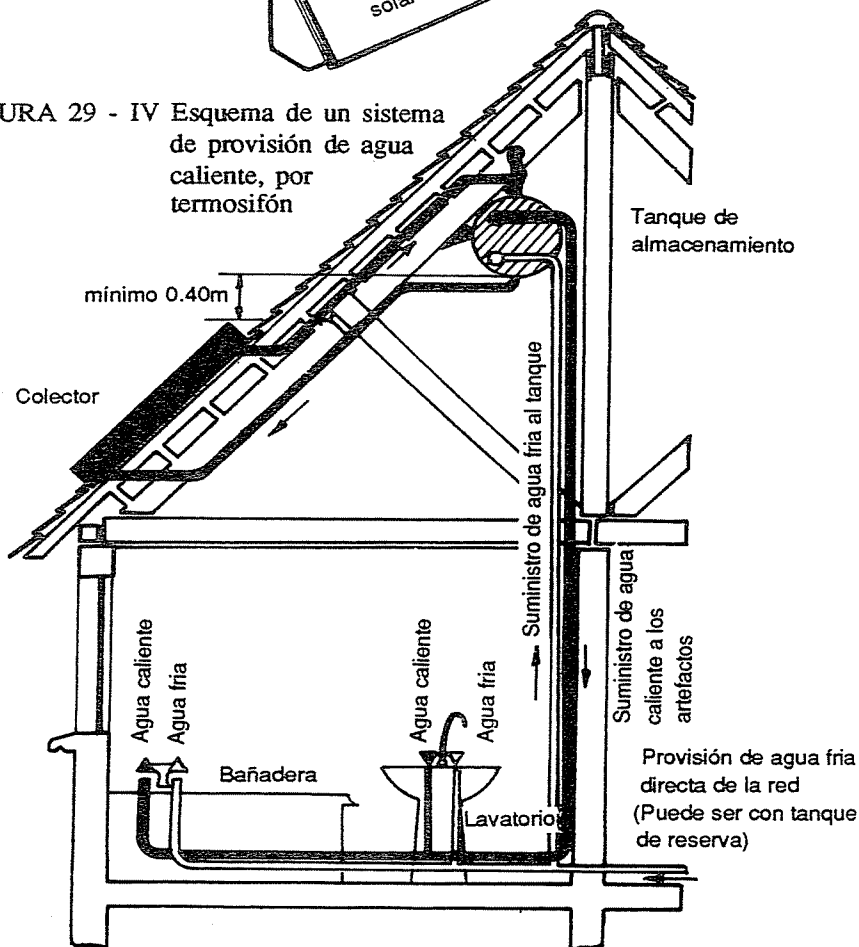 solar
URA 29 - IV Esquema de un sistema
de provisión de agua
caliente, por
termosifón
Tanque de
almacenamiento
mínimo 0.40m
Colector
Suministro de agua fria al tanque
Suministro de agua
caliente a los
artefactos
Agua caliente
Agua fria
Agua caliente
Agua fria
Bañadera
Lavatorio
Provisión de agua fria
directa de la red
(Puede ser con tanque
de reserva)